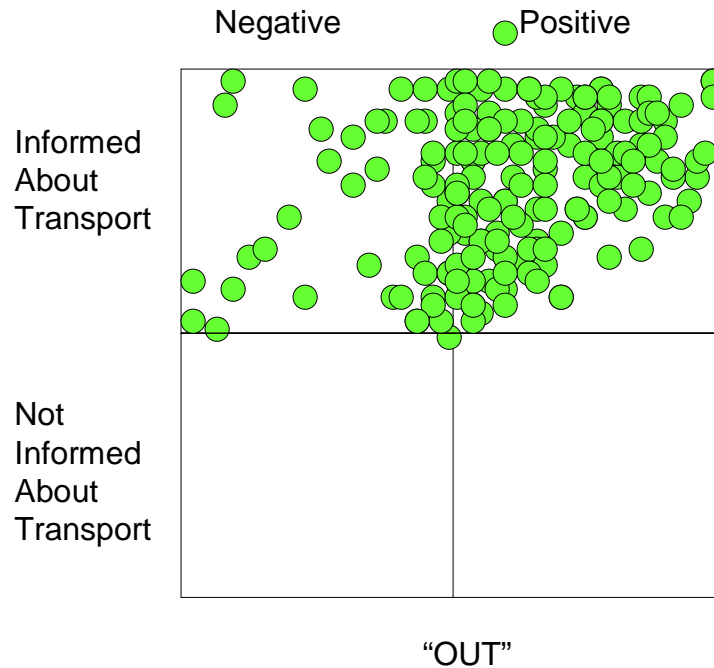 Negative
Positive
Informed
About
Transport
Not
Informed
About
Transport
“OUT”